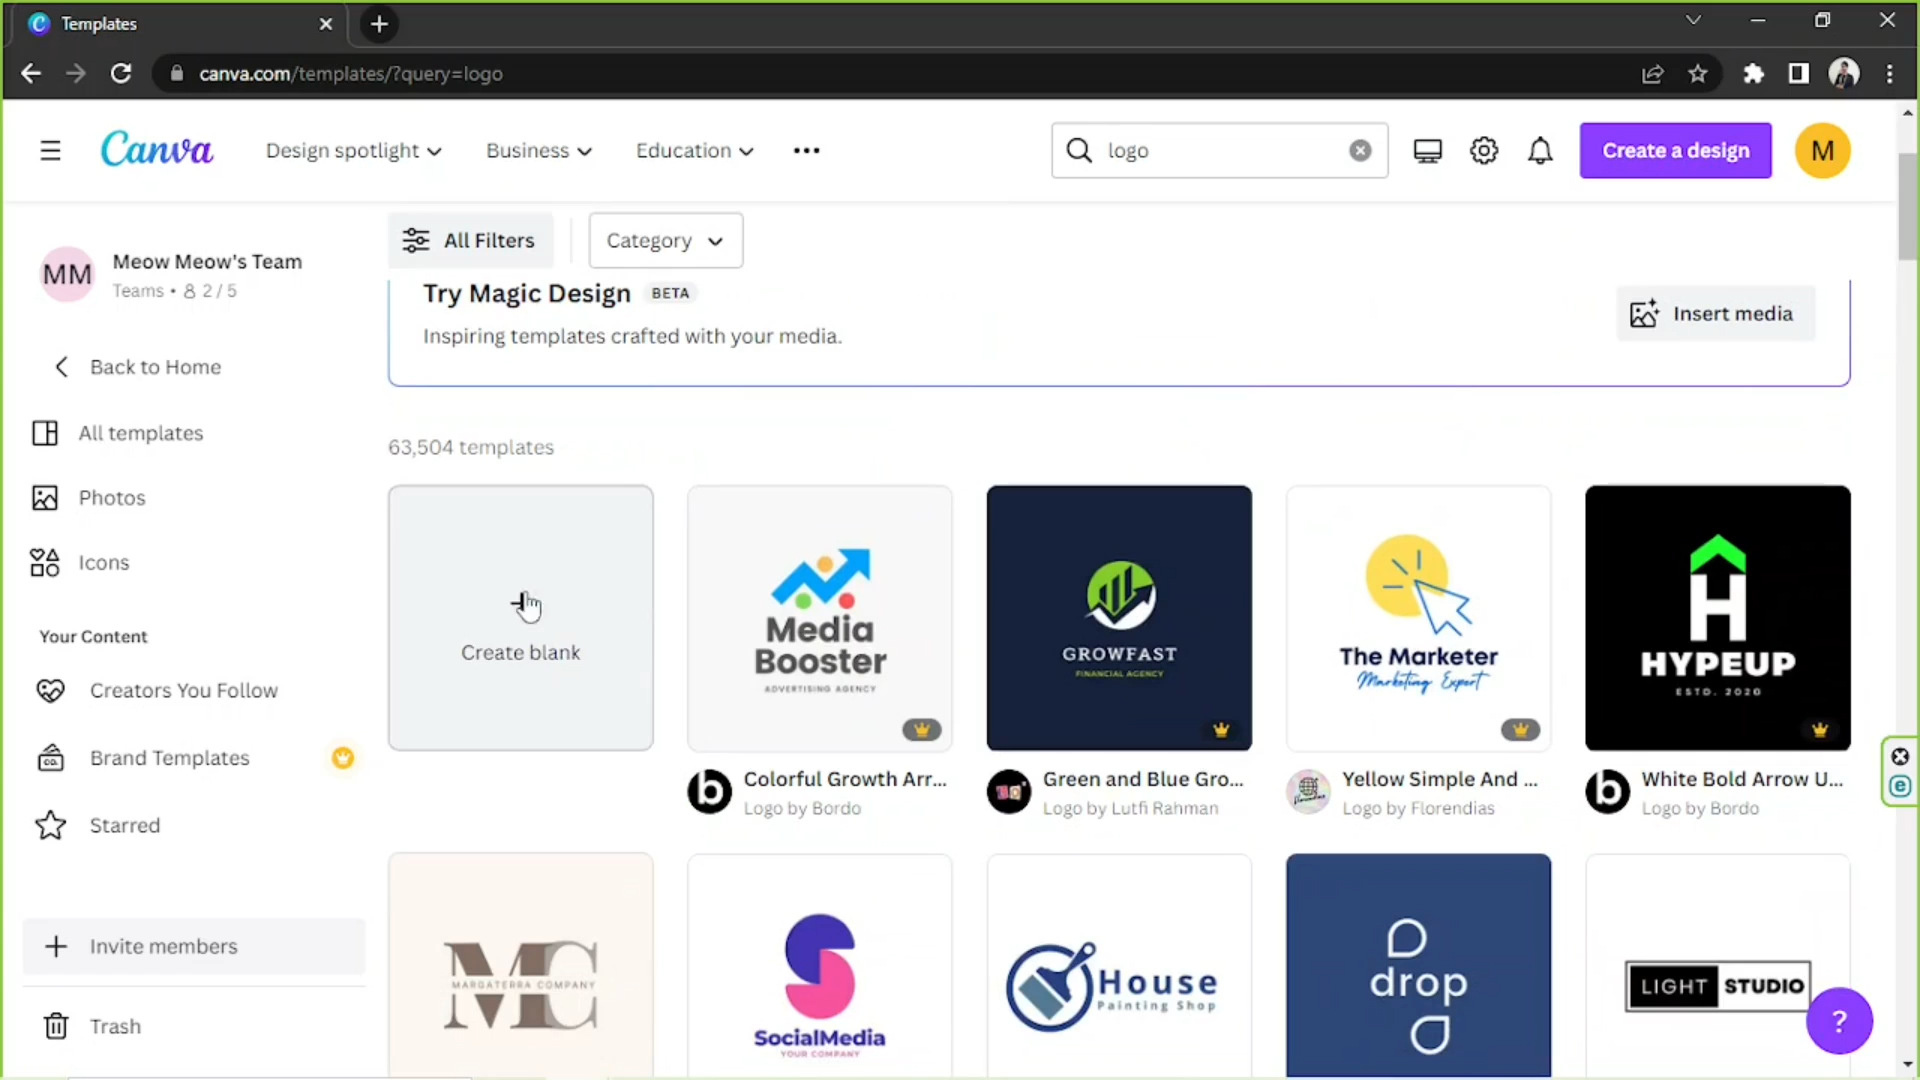 Templates
canva.com/templates/?query=logo
Canva
Design spotlight
Business
Education
logo
Create a design
M
MM
Meow Meow's Team
Teams • 2 / 5
All Filters
Category
Try Magic Design BETA
Inspiring templates crafted with your media.
Insert media
Back to Home
All templates
Photos
Icons
Your Content
Creators You Follow
Brand Templates
Starred
Invite members
Trash
63,504 templates
Create blank
Media
Booster
ADVERTISING AGENCY
GROWFAST
FINANCIAL AGENCY
The Marketer
Marketing Expert
H
HYPEUP
ESTD. 2020
Colorful Growth Arr...
Logo by Bordo
Green and Blue Gro...
Logo by Lutfi Rahman
Yellow Simple And ...
Logo by Florendias
White Bold Arrow U...
Logo by Bordo
MC
MARGATERRA COMPANY
SocialMedia
YOUR COMPANY
House
Painting Shop
drop
LIGHT STUDIO
?